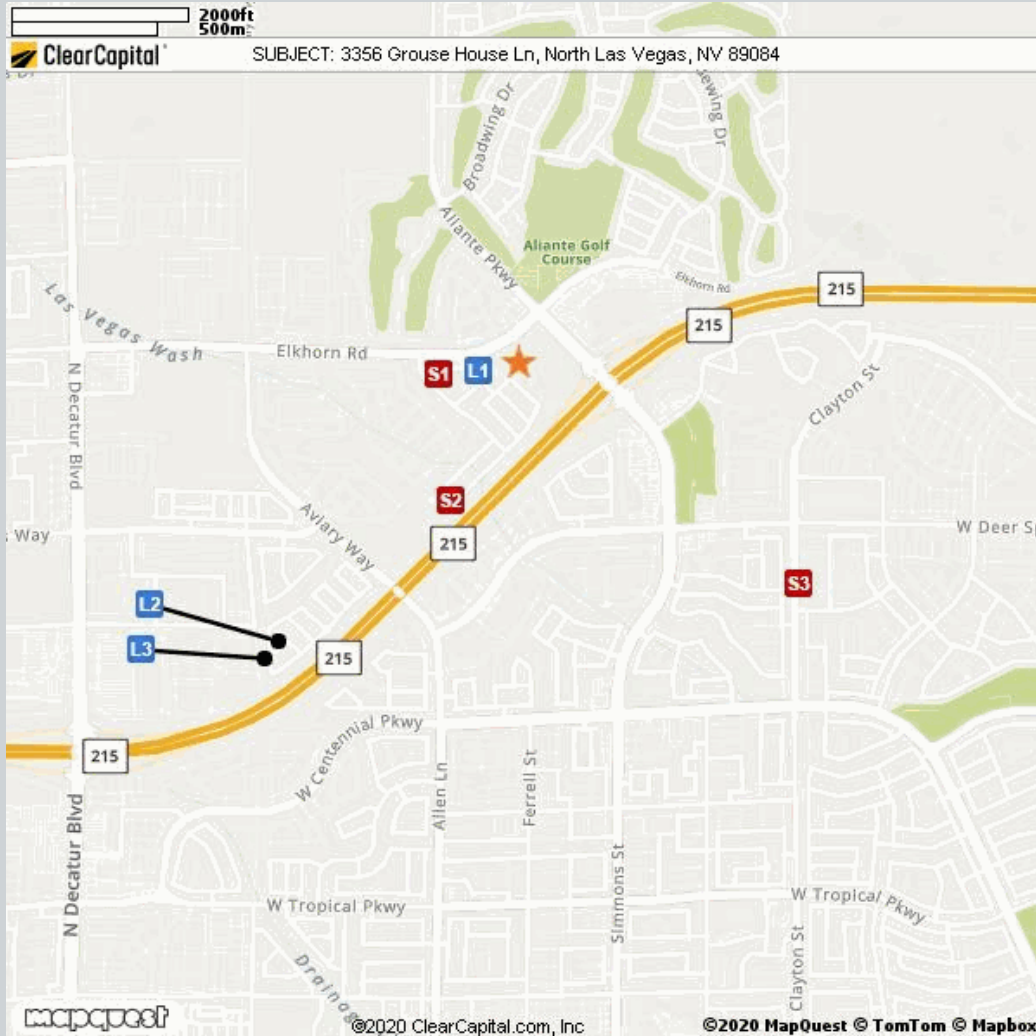 2000ft
500m
ClearCapital
SUBJECT: 3356 Grouse House Ln, North Las Vegas, NV 89084
Broadwing Dr
Aliante Pkwy
Aliante Golf
Course
Elkhorn Rd
215
215
Las Vegas Wash
Elkhorn Rd
S1
L1
N Decatur Blvd
Clayton St
S2
Aviary Way
215
Way
W Deer
S3
L2
L3
215
215
W Centennial Pkwy
Allen Ln
Ferrell St
N Decatur Blvd
Simmons St
W Tropical Pkwy
W Tropical Pkwy
Clayton St
mapquest
©2020 ClearCapital.com, Inc
©2020 MapQuest © TomTom © Mapbox